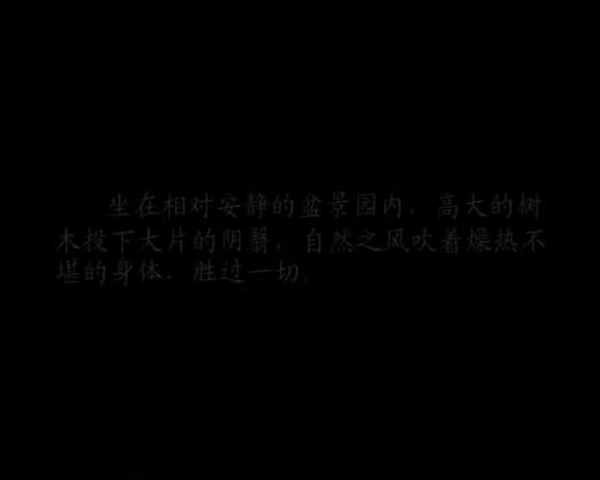 坐在相对安静的盆景园内，高大的树
木投下大片的阴翳，自然之风吹着燥热不
堪的身体，胜过一切